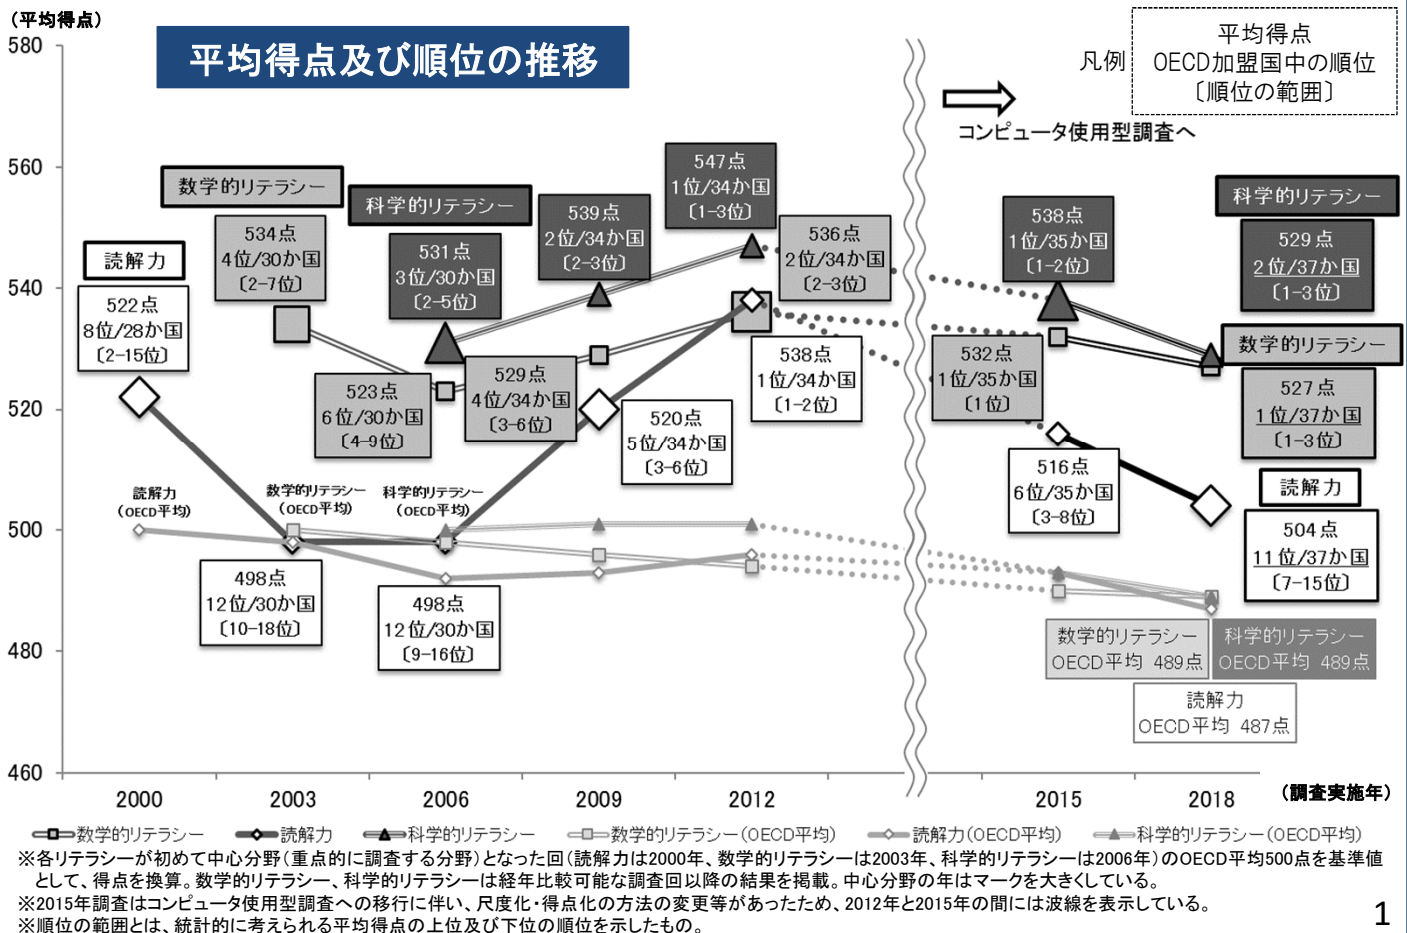 （平均得点）
平均得点及び順位の推移
凡例
平均得点
OECD加盟国中の順位
〔順位の範囲〕
コンピュータ使用型調査へ
580
560
540
520
500
480
460
読解力
522点
8位/28か国
〔2－15位〕
数学的リテラシー
534点
4位/30か国
〔2－7位〕
科学的リテラシー
531点
3位/30か国
〔2－5位〕
539点
2位/34か国
〔2－3位〕
547点
1位/34か国
〔1－3位〕
536点
2位/34か国
〔2－3位〕
538点
1位/35か国
〔1－2位〕
科学的リテラシー
529点
2位/37か国
〔1－3位〕
523点
6位/30か国
〔4－9位〕
529点
4位/34か国
〔3－6位〕
520点
5位/34か国
〔3－6位〕
538点
1位/34か国
〔1－2位〕
532点
1位/35か国
〔1位〕
数学的リテラシー
527点
1位/37か国
〔1－3位〕
516点
6位/35か国
〔3－8位〕
読解力
504点
11位/37か国
〔7－15位〕
読解力
（OECD平均）
数学的リテラシー
（OECD平均）
科学的リテラシー
（OECD平均）
498点
12位/30か国
〔10－18位〕
498点
12位/30か国
〔9－16位〕
数学的リテラシー
OECD平均 489点
科学的リテラシー
OECD平均 489点
読解力
OECD平均 487点
2000 2003 2006 2009 2012 2015 2018
（調査実施年）
数学的リテラシー 読解力 科学的リテラシー 数学的リテラシー（OECD平均） 読解力（OECD平均） 科学的リテラシー（OECD平均）
※各リテラシーが初めて中心分野（重点的に調査する分野）となった回（読解力は2000年、数学的リテラシーは2003年、科学的リテラシーは2006年）のOECD平均500点を基準値
として、得点を換算。数学的リテラシー、科学的リテラシーは経年比較可能な調査回以降の結果を掲載。中心分野の年はマークを大きくしている。
※2015年調査はコンピュータ使用型調査への移行に伴い、尺度化・得点化の方法の変更等があったため、2012年と2015年の間には波線を表示している。
※順位の範囲とは、統計的に考えられる平均得点の上位及び下位の順位を示したもの。
1